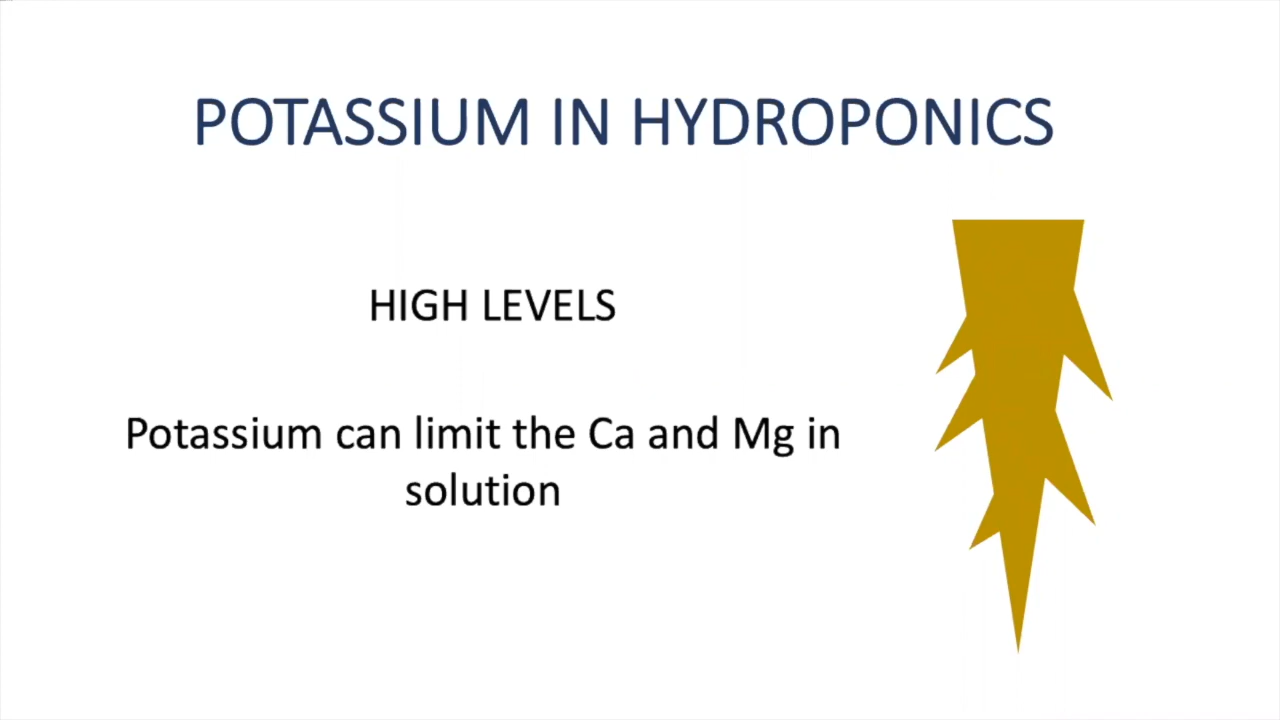 POTASSIUM IN HYDROPONICS
HIGH LEVELS
Potassium can limit the Ca and Mg in
solution